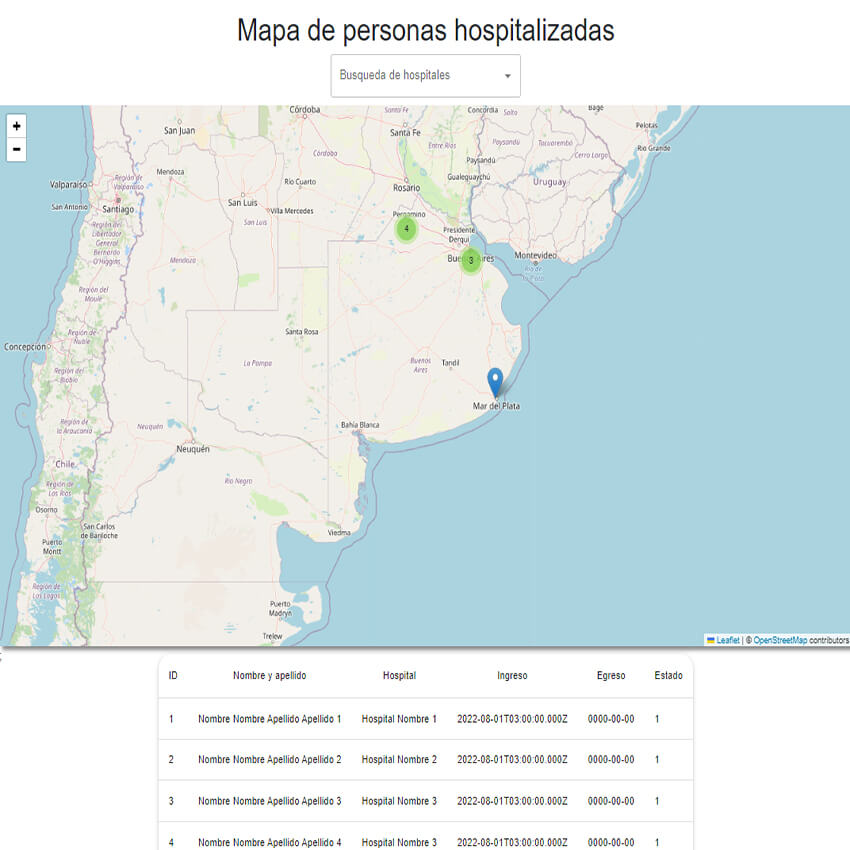 Mapa de personas hospitalizadas
Busqueda de hospitales
+
−
Córdoba
Santa Fe
Concordia
Salto
Bagé
San Juan
Santa Fe
Entre Ríos
Paysandú
Tacuarembó
Pelotas
Cerro Largo
Rio Grande
Córdoba
Paysandú
Mendoza
Región de Valparaíso
Valparaíso
Río Cuarto
Rosario
Gualeguaychú
Uruguay
San Antonio
Santiago
San Luis
San Luis
Villa Mercedes
Pergamino
4
Región del
Libertador
General
Bernardo
O'Higgins
Presidente
Derqui
Montevideo
Río de
la Plata
Mendoza
3
Región del
Maule
Concepción
Región de
Ñuble
Santa Rosa
Región del
Biobío
La Pampa
Buenos
Aires
Tandil
Mar del Plata
Región de
la Araucanía
Neuquén
Bahía Blanca
Neuquén
Chile
Región de
Los Ríos
Río Negro
Osorno
San Carlos
de Bariloche
Viedma
Puerto
Montt
Región de
Los Lagos
Puerto
Madryn
Trelew
Leaflet | © OpenStreetMap contributors
;
ID Nombre y apellido Hospital Ingreso Egreso Estado
1 Nombre Nombre Apellido Apellido 1 Hospital Nombre 1 2022-08-01T03:00:00.000Z 0000-00-00 1
2 Nombre Nombre Apellido Apellido 2 Hospital Nombre 2 2022-08-01T03:00:00.000Z 0000-00-00 1
3 Nombre Nombre Apellido Apellido 3 Hospital Nombre 3 2022-08-01T03:00:00.000Z 0000-00-00 1
4 Nombre Nombre Apellido Apellido 4 Hospital Nombre 3 2022-08-01T03:00:00.000Z 0000-00-00 1